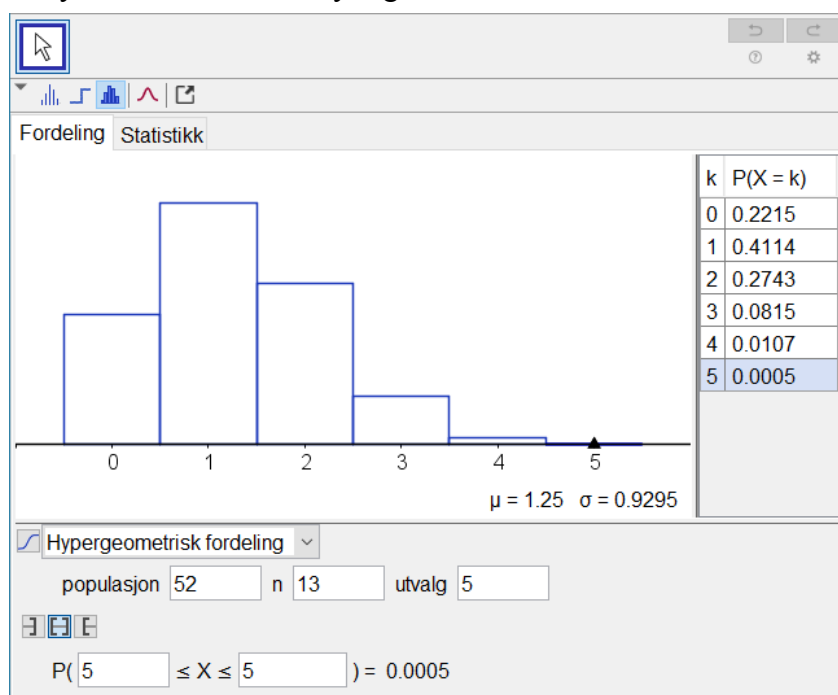 Fordeling Statistikk
k P(X = k)
0 0.2215
1 0.4114
2 0.2743
3 0.0815
4 0.0107
5 0.0005
0 1 2 3 4 5
μ = 1.25 σ = 0.9295
Hypergeometrisk fordeling
populasjon 52 n 13 utvalg 5
P( 5 ≤ X ≤ 5 ) = 0.0005